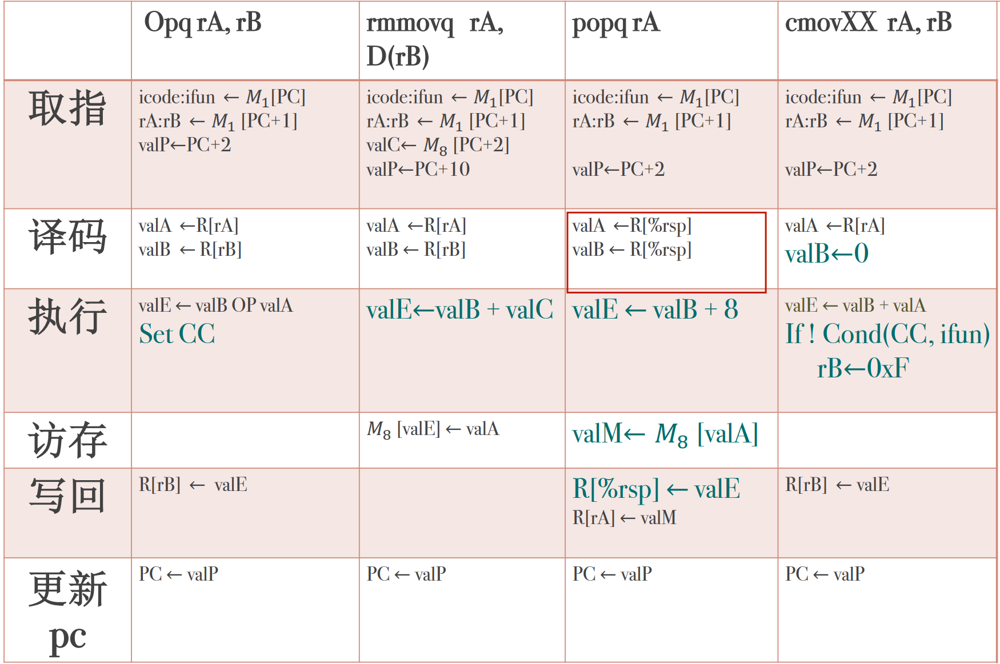 Opq rA, rB
rmmovq rA,
D(rB)
popq rA
cmovXX rA, rB
取指
icode:ifun ← M₁[PC]
rA:rB ← M₁ [PC+1]
valP←PC+2
icode:ifun ← M₁[PC]
rA:rB ← M₁ [PC+1]
valC← M₈ [PC+2]
valP←PC+10
icode:ifun ← M₁[PC]
rA:rB ← M₁ [PC+1]
valP←PC+2
icode:ifun ← M₁[PC]
rA:rB ← M₁ [PC+1]
valP←PC+2
译码
valA ←R[rA]
valB ← R[rB]
valA ←R[rA]
valB ← R[rB]
valA ←R[%rsp]
valB ← R[%rsp]
valA ←R[rA]
valB←0
执行
valE ← valB OP valA
Set CC
valE←valB + valC
valE ← valB + 8
valE ← valB + valA
If ! Cond(CC, ifun)
rB←0xF
访存
M₈ [valE] ← valA
valM← M₈ [valA]
写回
R[rB] ← valE
R[%rsp] ← valE
R[rA] ← valM
R[rB] ← valE
更新
pc
PC ← valP
PC ← valP
PC ← valP
PC ← valP